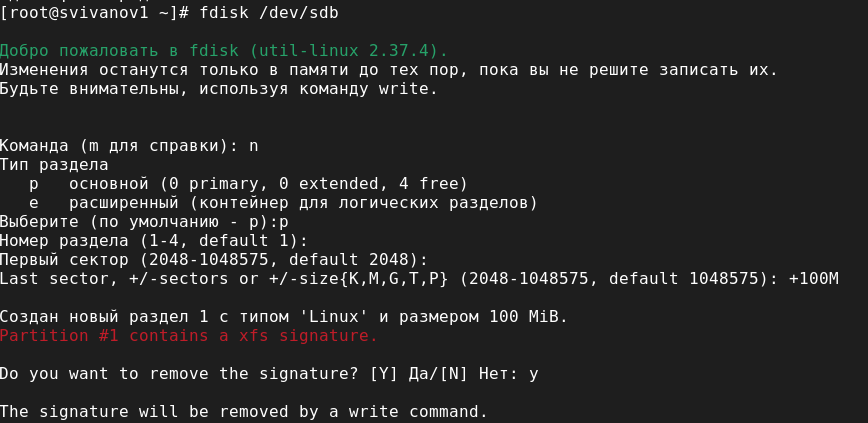 [root@svivanov1 ~]# fdisk /dev/sdb
Добро пожаловать в fdisk (util-linux 2.37.4).
Изменения останутся только в памяти до тех пор, пока вы не решите записать их.
Будьте внимательны, используя команду write.
Команда (m для справки): n
Тип раздела
   p   основной (0 primary, 0 extended, 4 free)
   e   расширенный (контейнер для логических разделов)
Выберите (по умолчанию - p):p
Номер раздела (1-4, default 1):
Первый сектор (2048-1048575, default 2048):
Last sector, +/-sectors or +/-size{K,M,G,T,P} (2048-1048575, default 1048575): +100M
Создан новый раздел 1 с типом 'Linux' и размером 100 MiB.
Partition #1 contains a xfs signature.
Do you want to remove the signature? [Y] Да/[N] Нет: y
The signature will be removed by a write command.